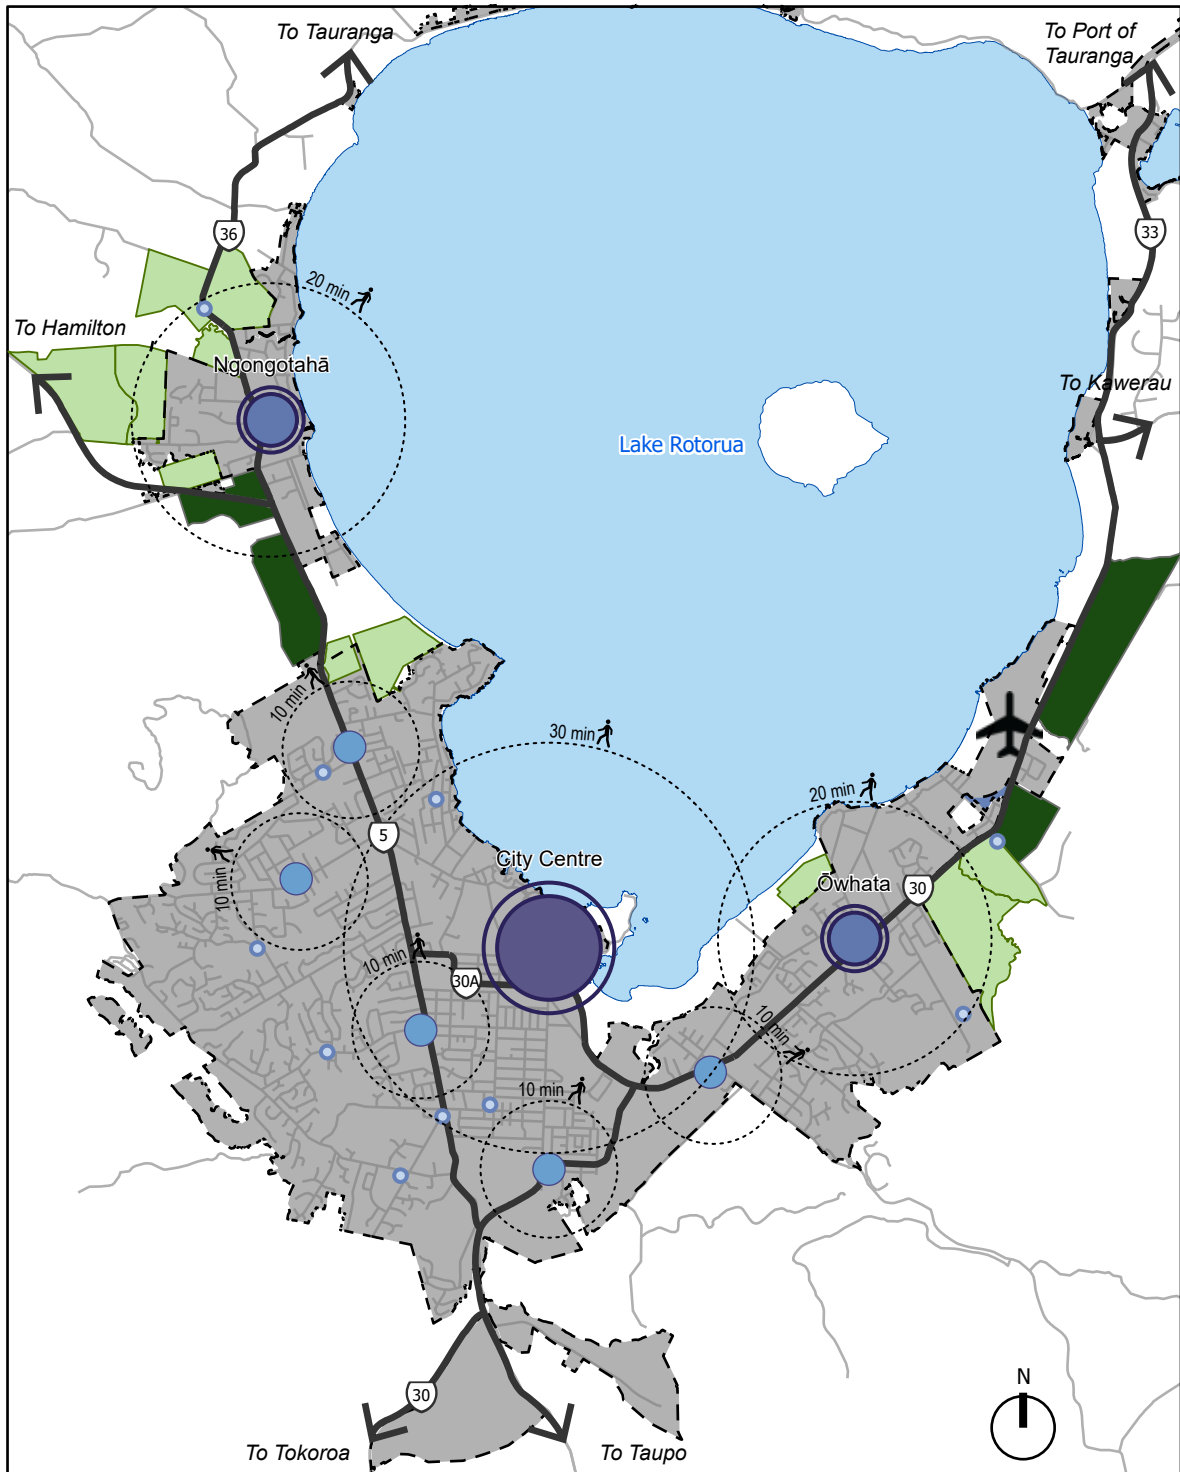 To Tauranga
To Port of
Tauranga
36
33
20 min
To Hamilton
Ngongotahā
To Kawerau
Lake Rotorua
10 min
30 min
20 min
5
City Centre
10 min
Ōwhata
30
10 min
30A
10 min
10 min
N
30
To Tokoroa
To Taupo